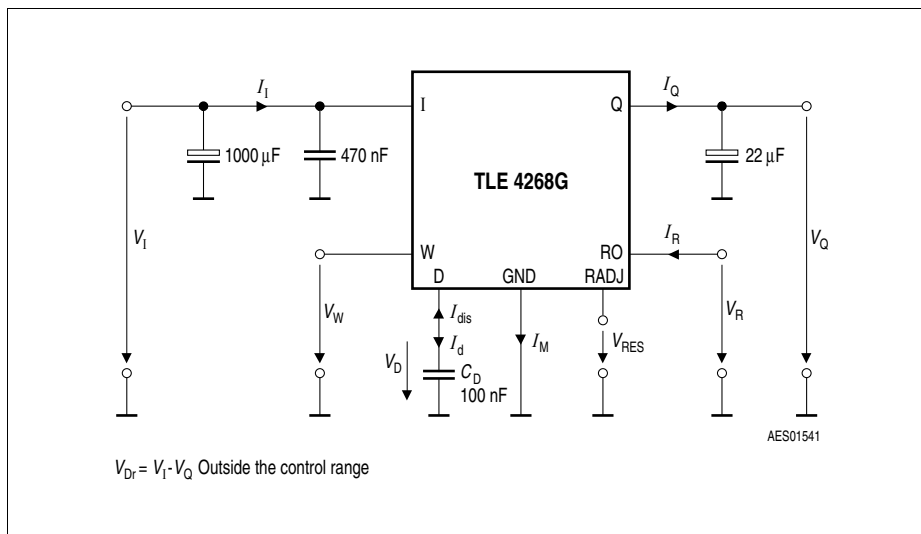 I_I
I_Q
I
Q
1000 µF
470 nF
22 µF
TLE 4268G
V_I
V_Q
W
RO
I_R
D
GND
RADJ
V_W
I_dis
I_d
I_M
V_RES
V_R
V_D
C_D
100 nF
AES01541
V_Dr = V_I-V_Q Outside the control range